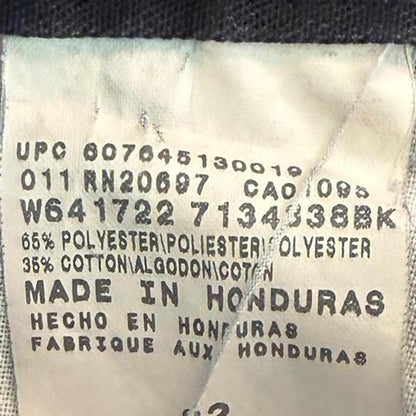 UPC 607645130019
011 RN20697 CA01095
W641722 7134938BK
65% POLYESTER\POLIESTER\POLYESTER
35% COTTON\ALGODON\COTON
MADE IN HONDURAS
HECHO EN HONDURAS
FABRIQUE AUX HONDURAS